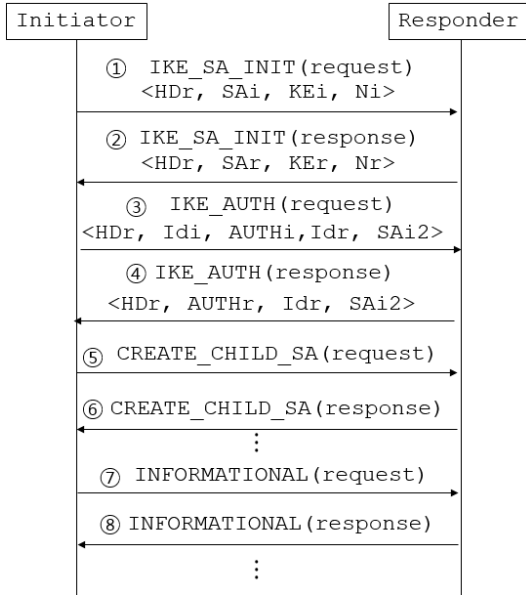 Initiator
Responder
① IKE_SA_INIT(request)
<HDr, SAi, KEi, Ni>
② IKE_SA_INIT(response)
<HDr, SAr, KEr, Nr>
③ IKE_AUTH(request)
<HDr, Idi, AUTHi,Idr, SAi2>
④ IKE_AUTH(response)
<HDr, AUTHr, Idr, SAi2>
⑤ CREATE_CHILD_SA(request)
⑥ CREATE_CHILD_SA(response)
⋮
⑦ INFORMATIONAL(request)
⑧ INFORMATIONAL(response)
⋮